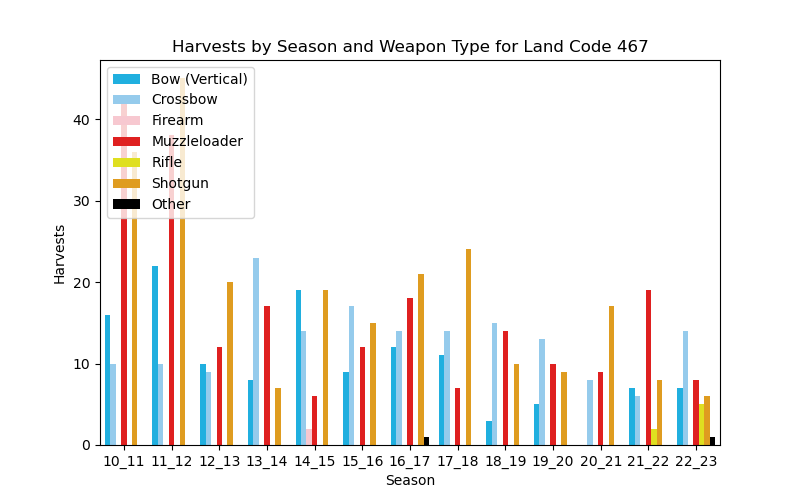 Harvests by Season and Weapon Type for Land Code 467
Bow (Vertical)
Crossbow
Firearm
Muzzleloader
Rifle
Shotgun
Other
Harvests
40
30
20
10
0
10_11 11_12 12_13 13_14 14_15 15_16 16_17 17_18 18_19 19_20 20_21 21_22 22_23
Season